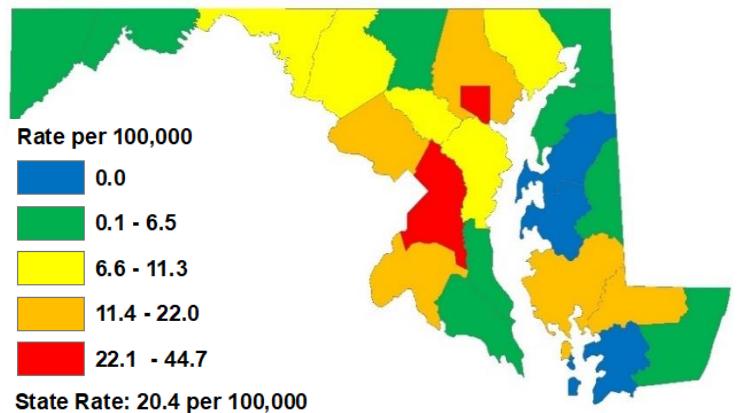 Rate per 100,000
0.0
0.1 - 6.5
6.6 - 11.3
11.4 - 22.0
22.1 - 44.7
State Rate: 20.4 per 100,000